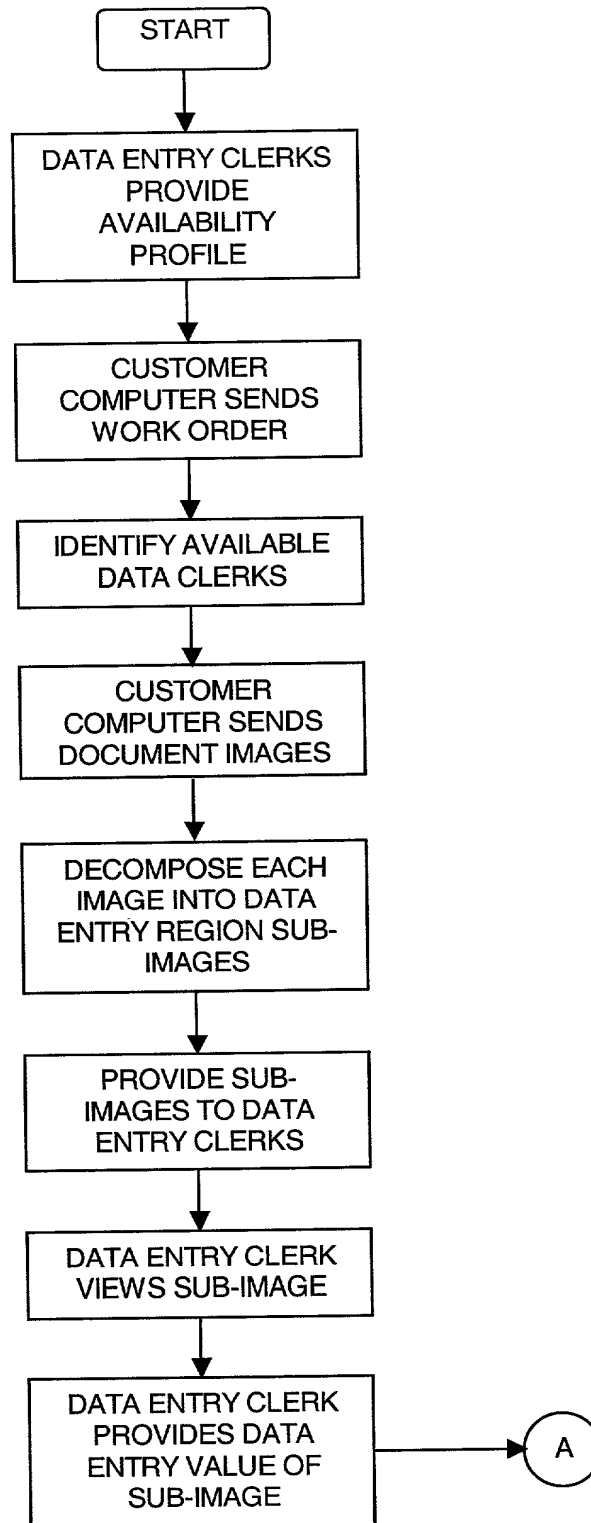 START
DATA ENTRY CLERKS
PROVIDE
AVAILABILITY
PROFILE
CUSTOMER
COMPUTER SENDS
WORK ORDER
IDENTIFY AVAILABLE
DATA CLERKS
CUSTOMER
COMPUTER SENDS
DOCUMENT IMAGES
DECOMPOSE EACH
IMAGE INTO DATA
ENTRY REGION SUB-
IMAGES
PROVIDE SUB-
IMAGES TO DATA
ENTRY CLERKS
DATA ENTRY CLERK
VIEWS SUB-IMAGE
DATA ENTRY CLERK
PROVIDES DATA
ENTRY VALUE OF
SUB-IMAGE
A